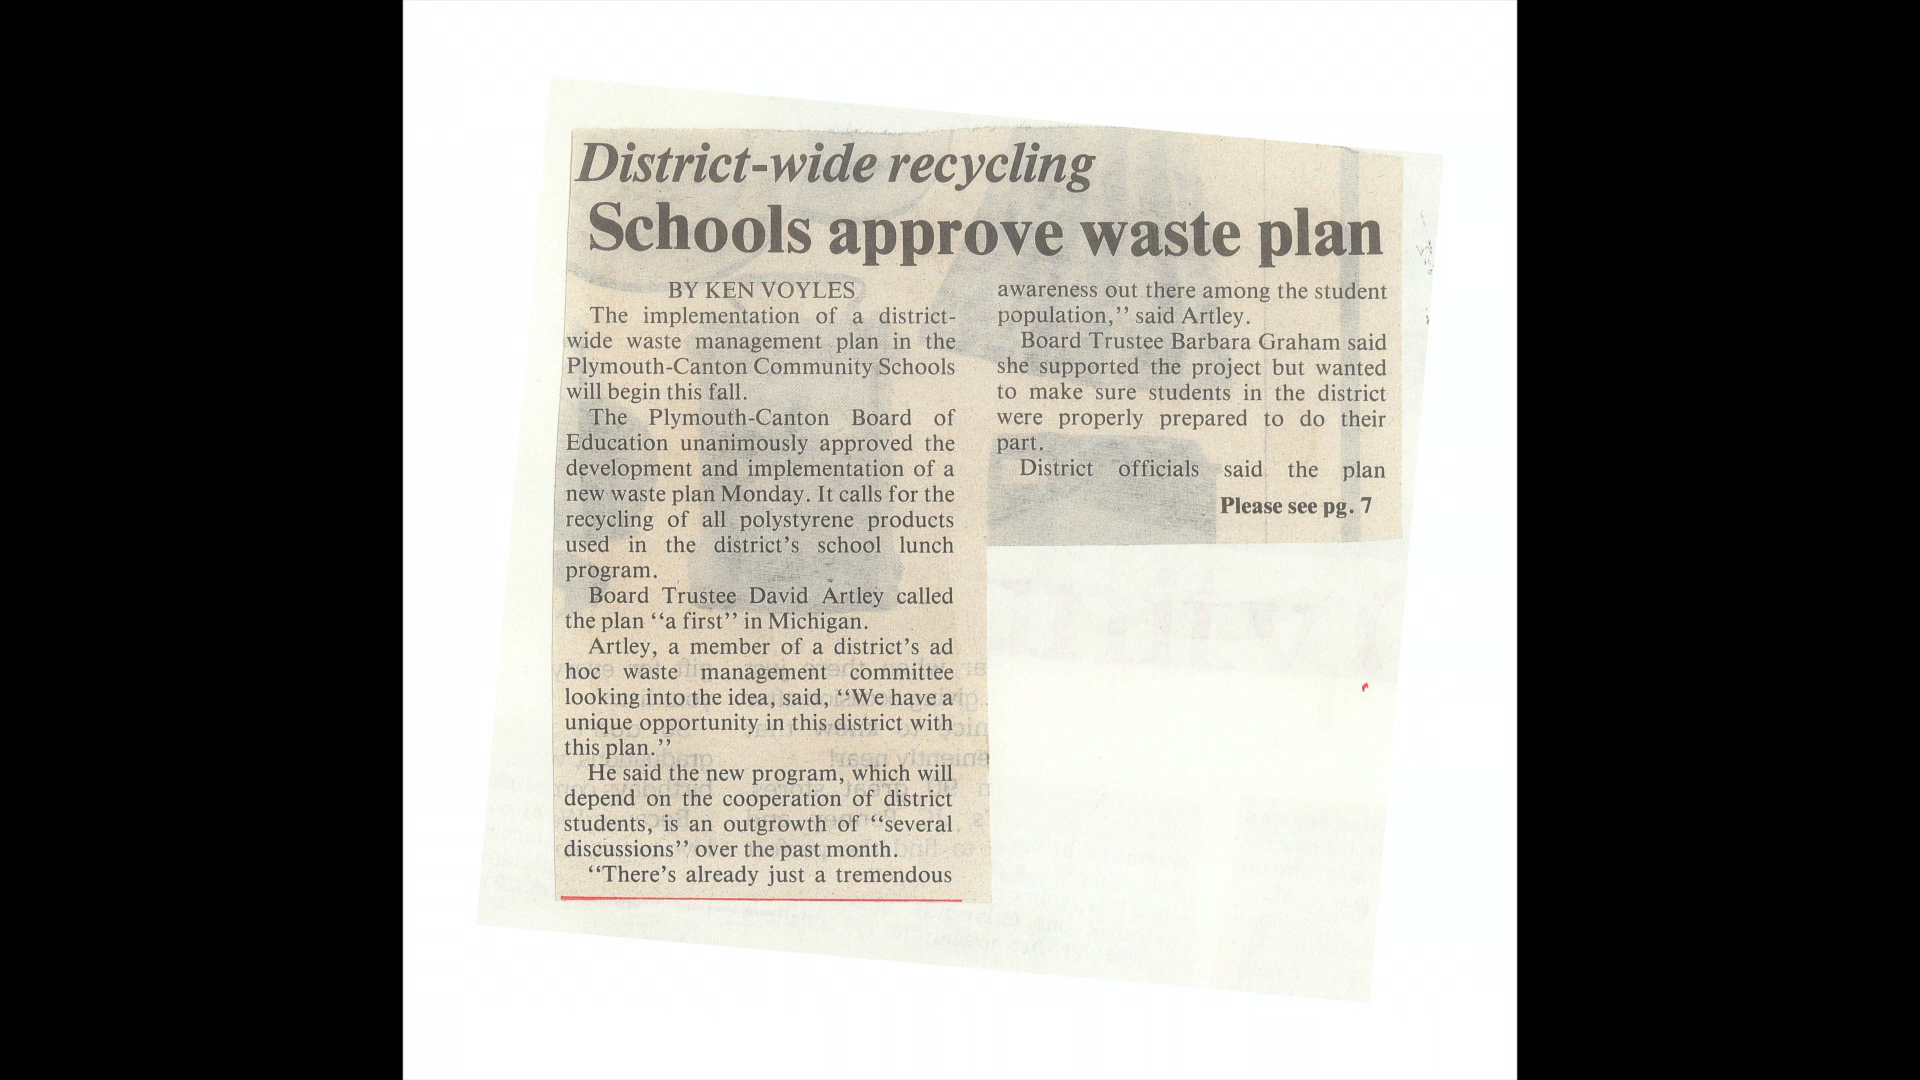 District-wide recycling
Schools approve waste plan
BY KEN VOYLES
The implementation of a district-
wide waste management plan in the
Plymouth-Canton Community Schools
will begin this fall.
The Plymouth-Canton Board of
Education unanimously approved the
development and implementation of a
new waste plan Monday. It calls for the
recycling of all polystyrene products
used in the district's school lunch
program.
Board Trustee David Artley called
the plan ‘‘a first’’ in Michigan.
Artley, a member of a district's ad
hoc waste management committee
looking into the idea, said, ‘‘We have a
unique opportunity in this district with
this plan.’’
He said the new program, which will
depend on the cooperation of district
students, is an outgrowth of ‘‘several
discussions’’ over the past month.
‘‘There's already just a tremendous
awareness out there among the student
population,’’ said Artley.
Board Trustee Barbara Graham said
she supported the project but wanted
to make sure students in the district
were properly prepared to do their
part.
District officials said the plan
Please see pg. 7